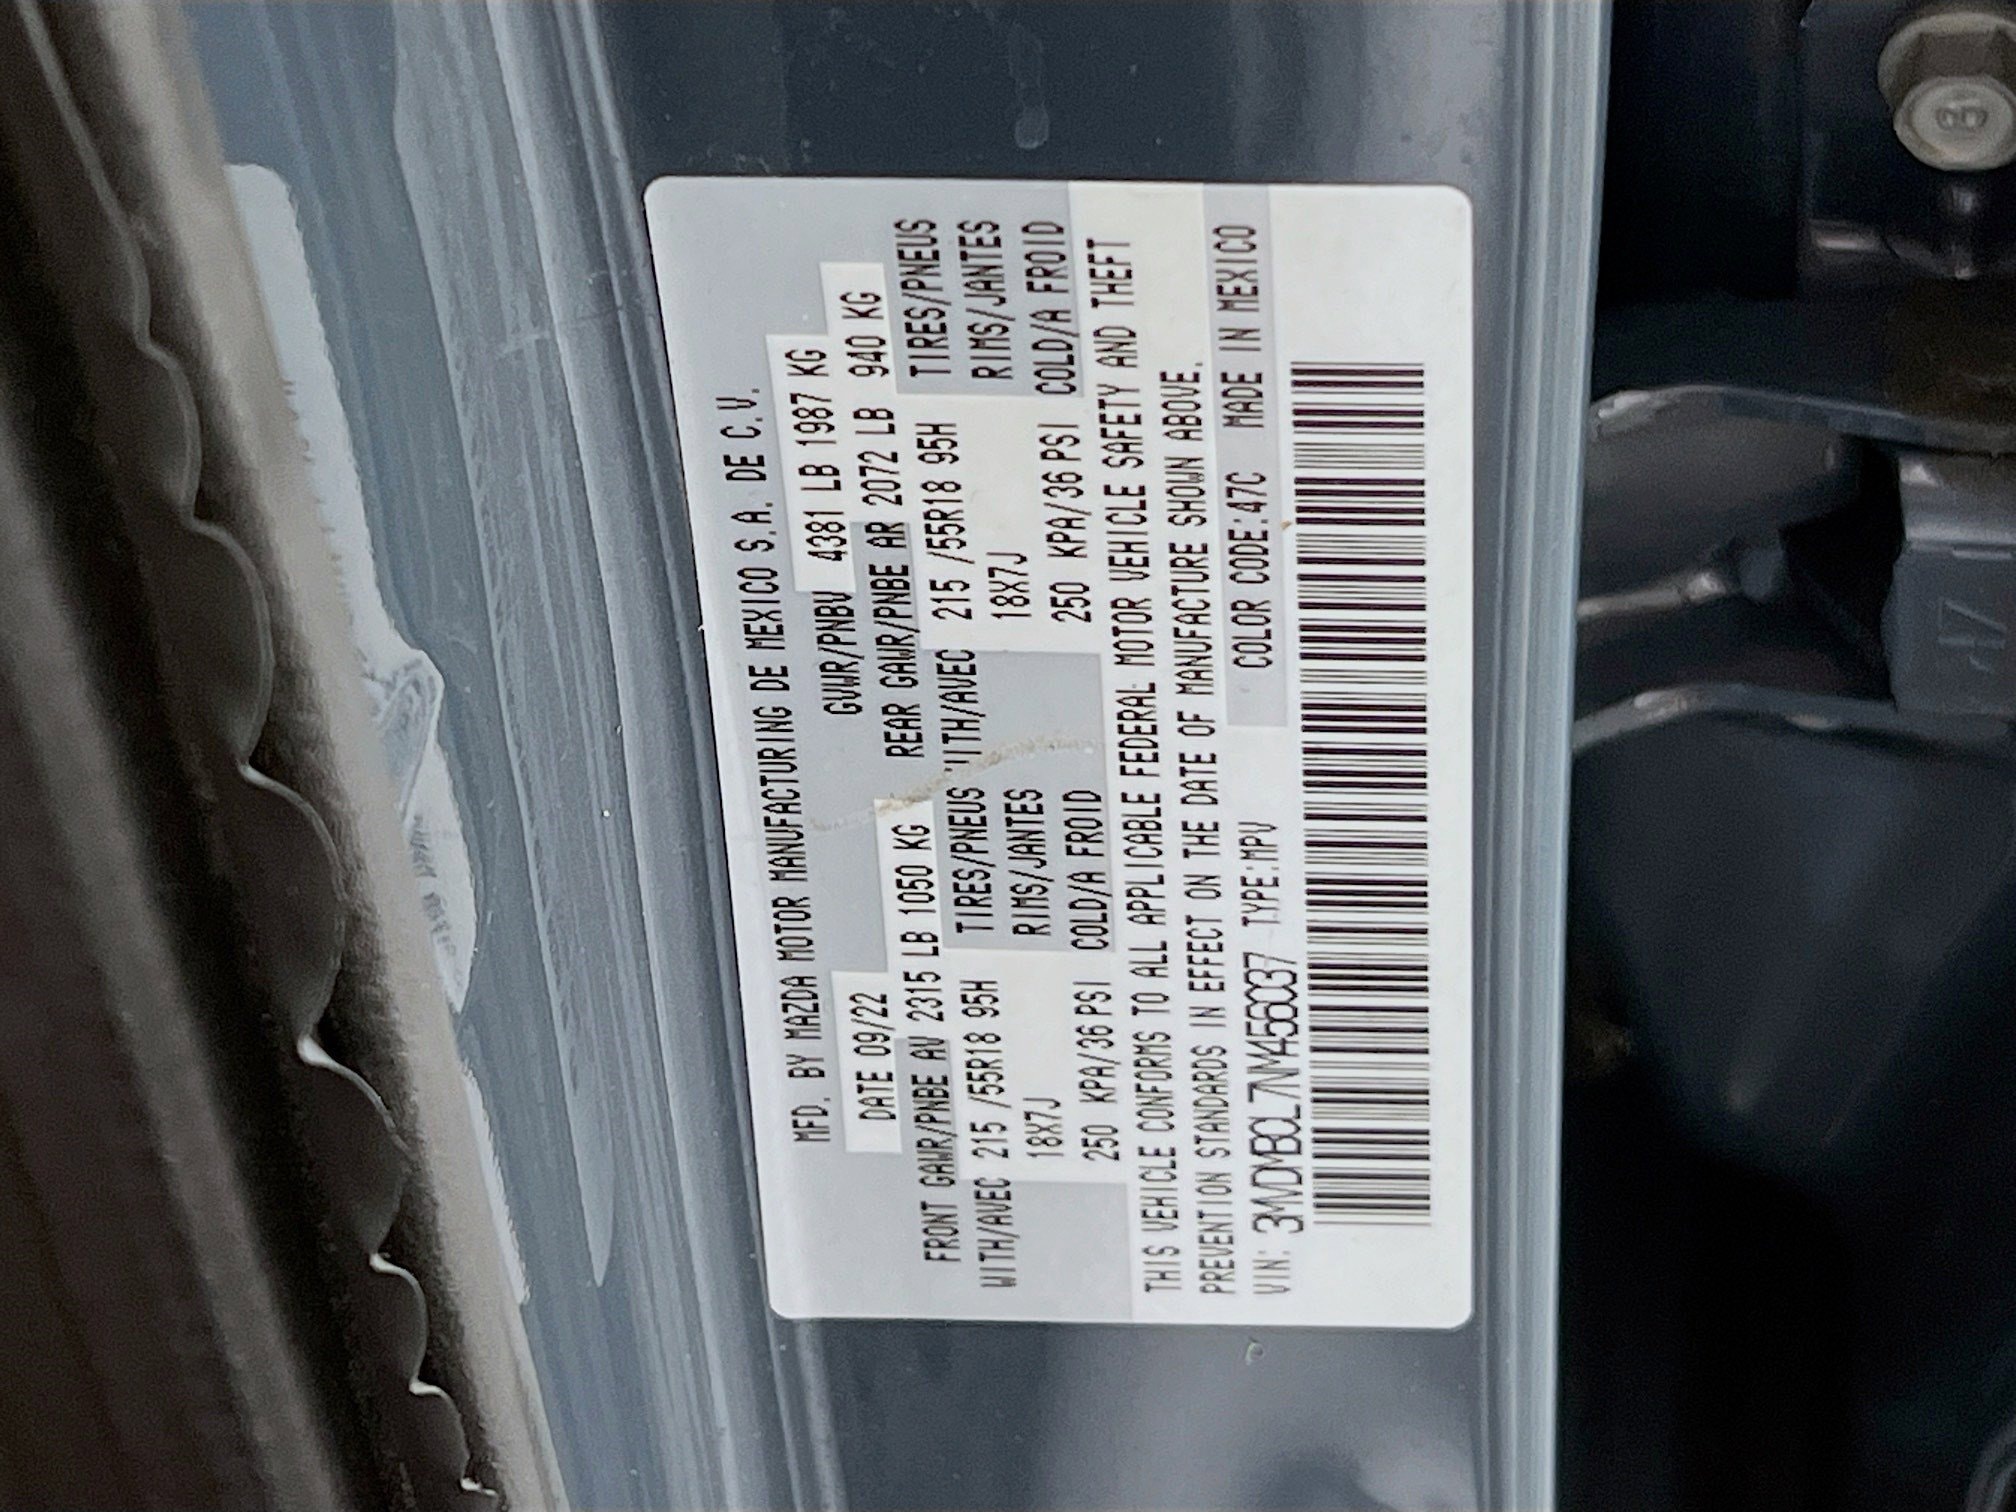 MFD. BY MAZDA MOTOR MANUFACTURING DE MEXICO S.A. DE C.V.
DATE 09/22 GVWR/PNBV 4381 LB 1987 KG
FRONT GAWR/PNBE AV 2315 LB 1050 KG REAR GAWR/PNBE AR 2072 LB 940 KG
WITH/AVEC 215 /55R18 95H TIRES/PNEUS WITH/AVEC 215 /55R18 95H TIRES/PNEUS
18X7J RIMS/JANTES 18X7J RIMS/JANTES
250 KPA/36 PSI COLD/A FROID 250 KPA/36 PSI COLD/A FROID
THIS VEHICLE CONFORMS TO ALL APPLICABLE FEDERAL MOTOR VEHICLE SAFETY AND THEFT
PREVENTION STANDARDS IN EFFECT ON THE DATE OF MANUFACTURE SHOWN ABOVE.
VIN: 3MVDMBCL7NM456037 TYPE:MPV COLOR CODE:47C MADE IN MEXICO
8